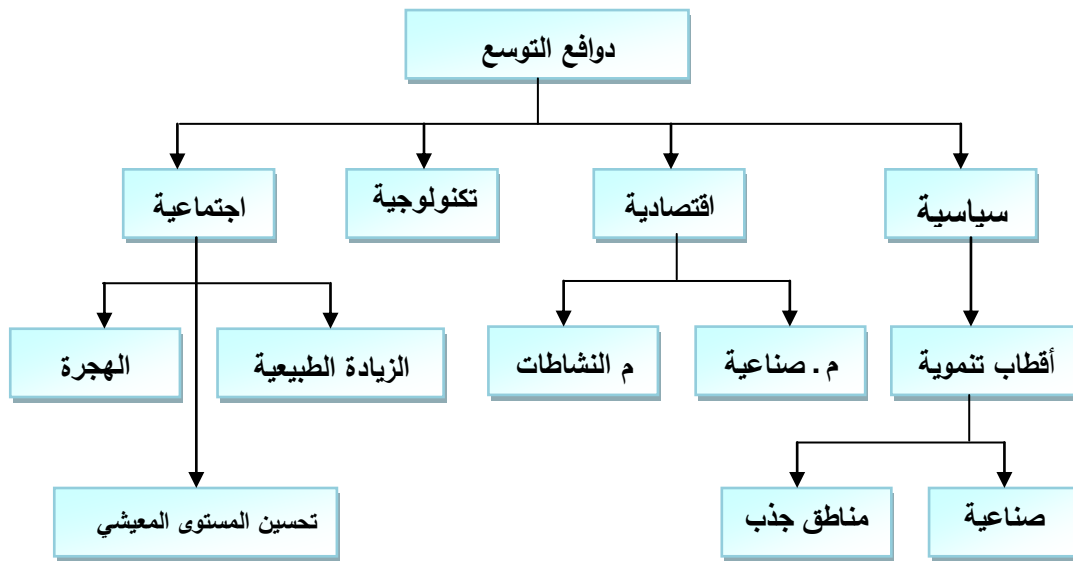 دوافع التوسع
سياسية
اقتصادية
تكنولوجية
اجتماعية
أقطاب تنموية
م . صناعية
م النشاطات
الزيادة الطبيعية
الهجرة
صناعية
مناطق جذب
تحسين المستوى المعيشي